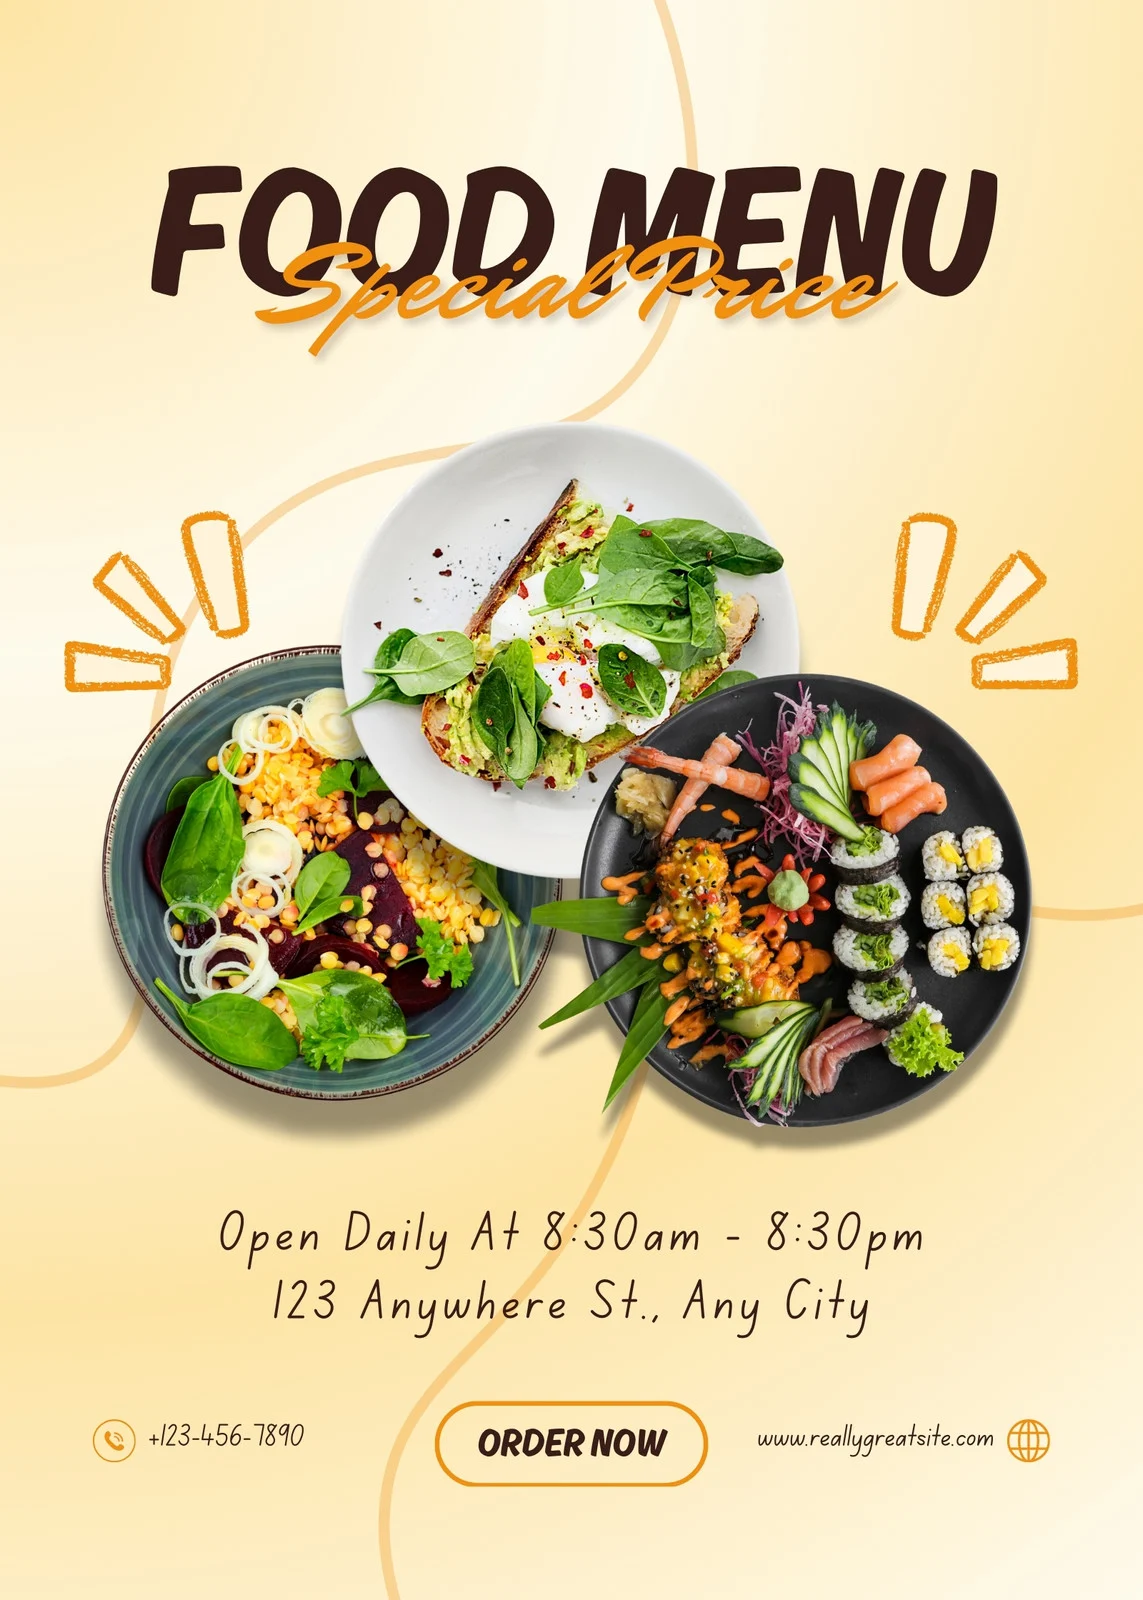 FOOD MENU
Special Price
Open Daily At 8:30am - 8:30pm
123 Anywhere St., Any City
+123-456-7890
ORDER NOW
www.reallygreatsite.com